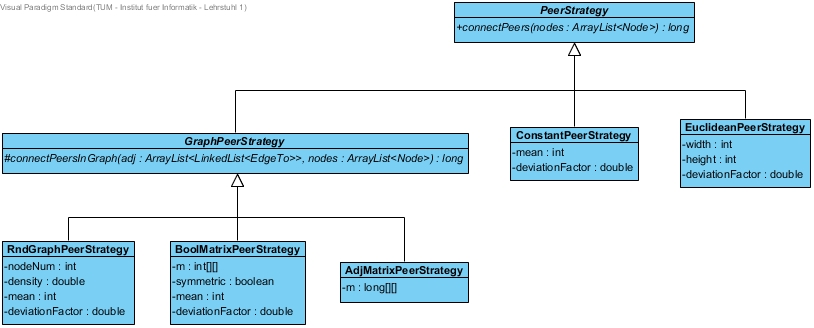 Visual Paradigm Standard(TUM - Institut fuer Informatik - Lehrstuhl 1)
PeerStrategy
+connectPeers(nodes : ArrayList<Node>) : long
GraphPeerStrategy
#connectPeersInGraph(adj : ArrayList<LinkedList<EdgeTo>>, nodes : ArrayList<Node>) : long
ConstantPeerStrategy
-mean : int
-deviationFactor : double
EuclideanPeerStrategy
-width : int
-height : int
-deviationFactor : double
RndGraphPeerStrategy
-nodeNum : int
-density : double
-mean : int
-deviationFactor : double
BoolMatrixPeerStrategy
-m : int[][]
-symmetric : boolean
-mean : int
-deviationFactor : double
AdjMatrixPeerStrategy
-m : long[][]